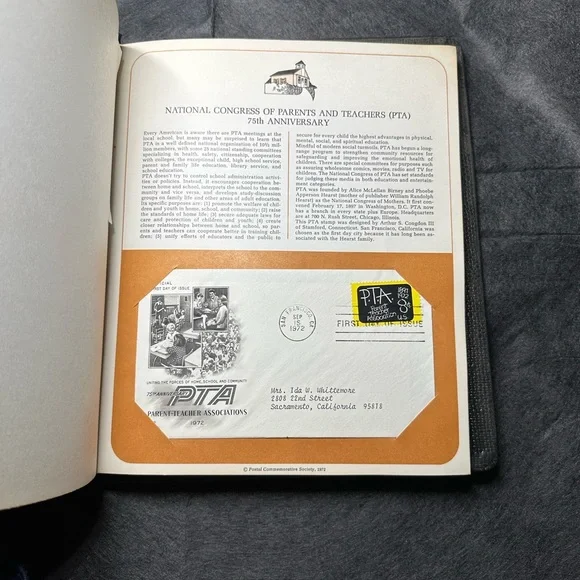 NATIONAL CONGRESS OF PARENTS AND TEACHERS (PTA)
75th ANNIVERSARY
Every American is aware there are PTA meetings at the
local school, but many may be surprised to learn that
PTA is a well defined national organization of 10½ mil-
lion members, with some 25 national standing committees
specializing in health, safety, citizenship, cooperation
with colleges, the exceptional child, high school service,
parent and family life education, library service, and
school education.
PTA doesn't try to control school administration activi-
ties or policies. Instead, it encourages cooperation be-
tween home and school, interprets the school to the com-
munity and vice versa, and develops study-discussion
groups on family life and other areas of adult education.
Its specific purposes are: (1) promote the welfare of chil-
dren and youth in home, school, and community; (2) raise
the standards of home life; (3) secure adequate laws for
care and protection of children and youth; (4) create
closer relationships between home and school, so par-
ents and teachers can cooperate better in training chil-
dren; (5) unify efforts of educators and the public to
secure for every child the highest advantages in physical,
mental, social, and spiritual education.
Mindful of modern social turmoils, PTA has begun a long-
range program to strengthen community resources for
safeguarding and improving the emotional health of
children. There are special committees for purposes such
as assuring wholesome comics, movies, radio and TV for
children. The National Congress of PTA has set standards
for judging these media in both education and entertain-
ment categories.
PTA was founded by Alice McLellan Birney and Phoebe
Apperson Hearst (mother of publisher William Randolph
Hearst) as the National Congress of Mothers. It first con-
vened February 17, 1897 in Washington, D.C. PTA now
has a branch in every state plus Europe. Headquarters
are at 700 N. Rush Street, Chicago, Illinois.
This PTA stamp was designed by Arthur S. Congdon III
of Stamford, Connecticut. San Francisco, California was
chosen as the first day city because it has long been as-
sociated with the Hearst family.
OFFICIAL
FIRST DAY OF ISSUE
UNITING THE FORCES OF HOME, SCHOOL AND COMMUNITY
75TH ANNIVERSARY
PTA
PARENT-TEACHER ASSOCIATIONS
1972
SAN FRANCISCO, CA
SEP
15
1972
FIRST DAY OF ISSUE
P.T.A.
Parent
Teacher
Association
1897
1972
8¢
US
Mrs. Ida W. Whittemore
2808 22nd Street
Sacramento, California 95818
© Postal Commemorative Society, 1972